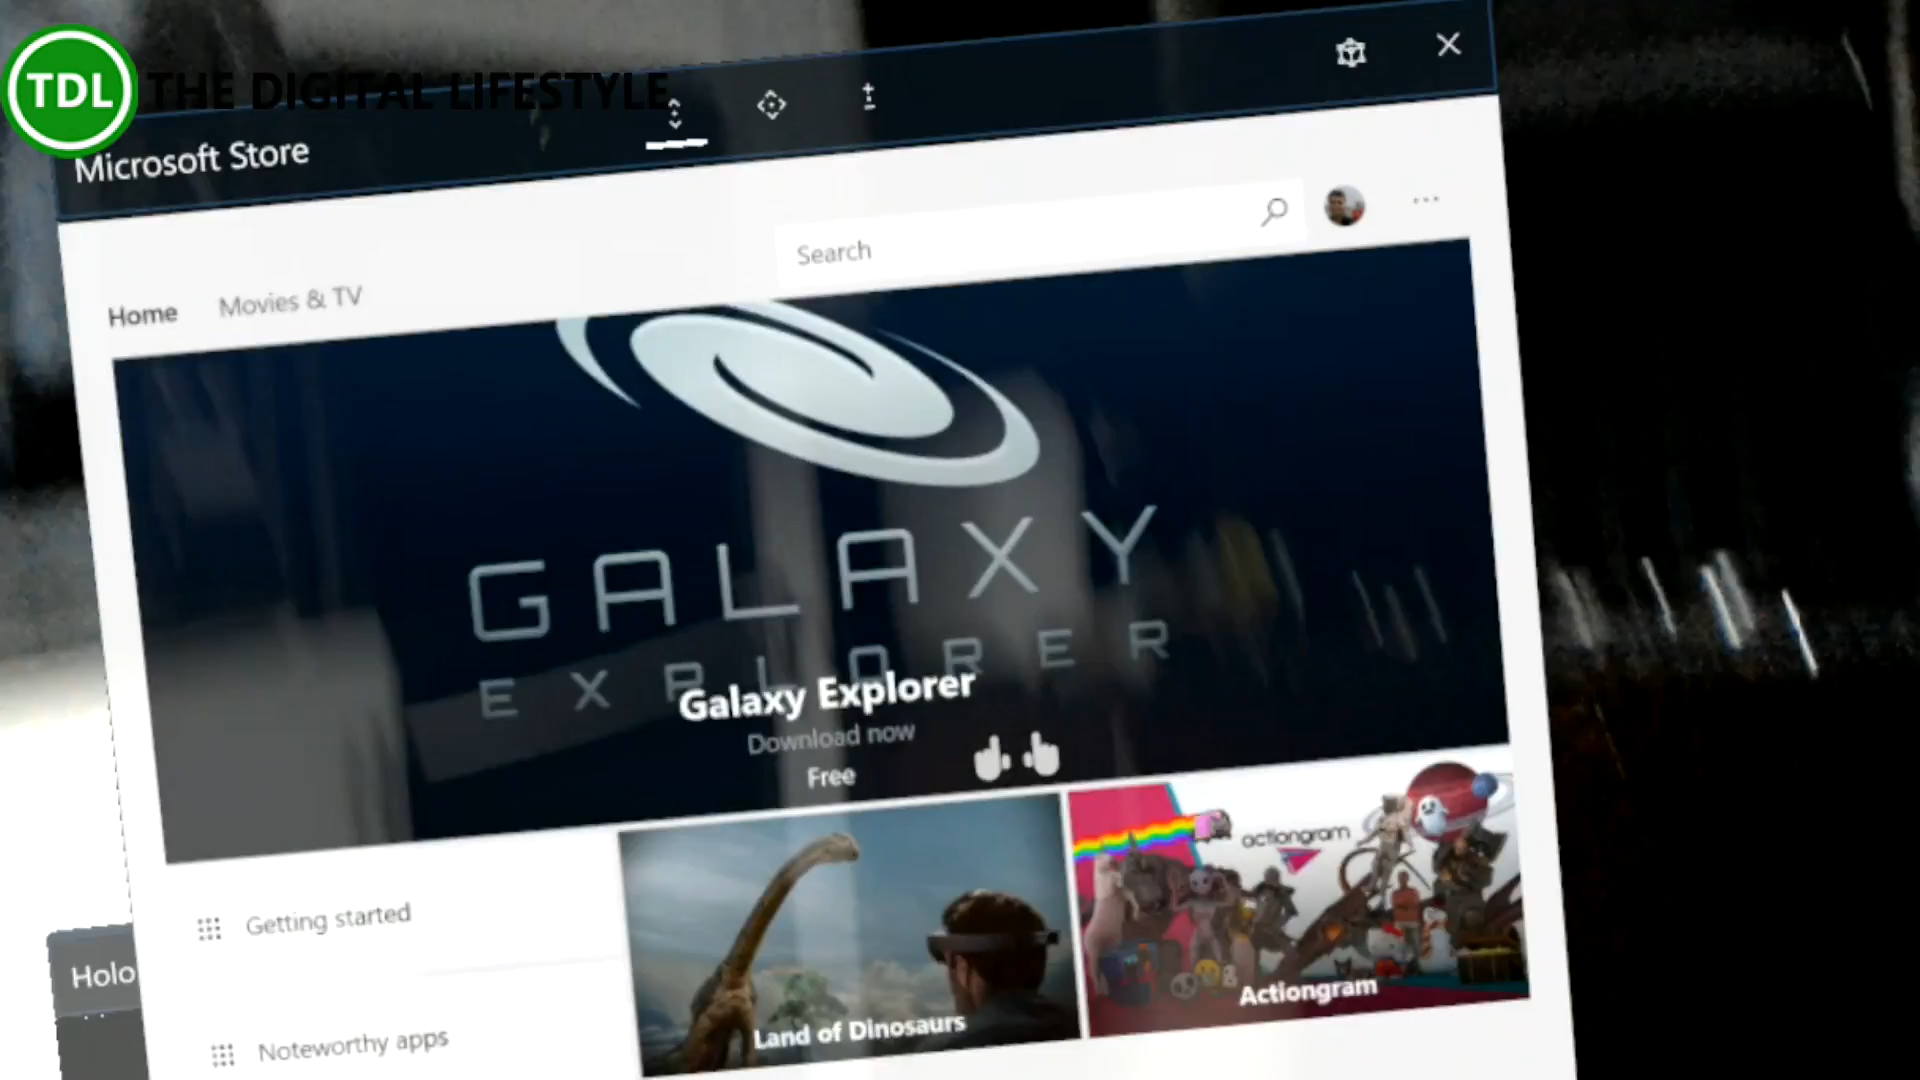 TDL THE DIGITAL LIFESTYLE
Microsoft Store
Search
Home Movies & TV
GALAXY
EXPLORER
Galaxy Explorer
Download now
Free
Getting started
actiongram
Holo
Land of Dinosaurs
Actiongram
Noteworthy apps